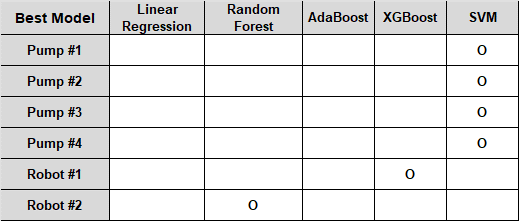 Best Model Linear Regression Random Forest AdaBoost XGBoost SVM
Pump #1 O
Pump #2 O
Pump #3 O
Pump #4 O
Robot #1 O
Robot #2 O